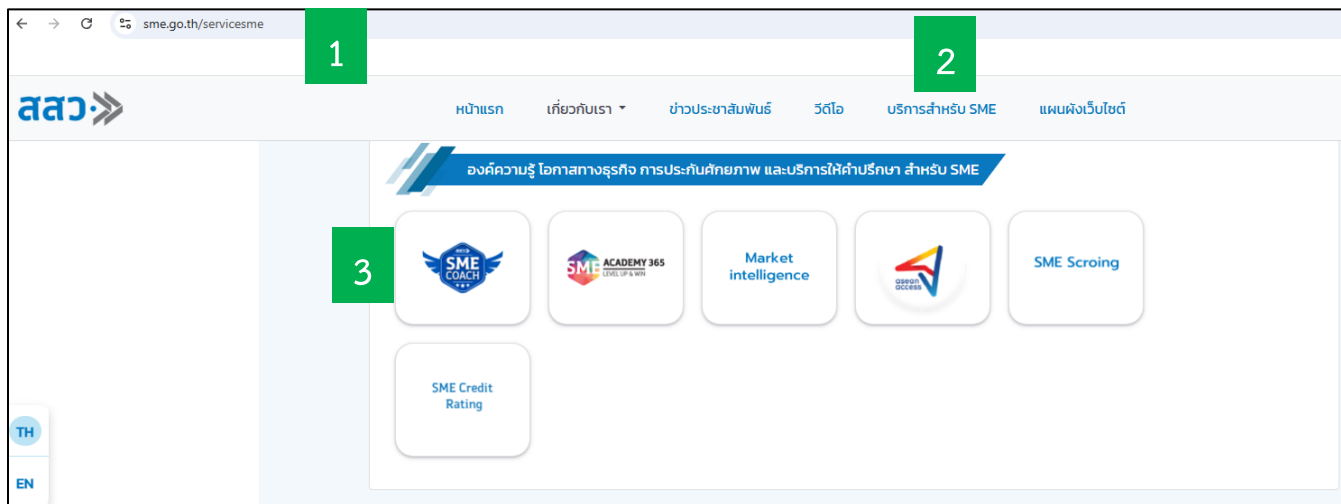 sme.go.th/servicesme
1
2
สสว.
หน้าแรก เกี่ยวกับเรา ข่าวประชาสัมพันธ์ วีดีโอ บริการสำหรับ SME แผนผังเว็บไซต์
องค์ความรู้ โอกาสทางธุรกิจ การประกันศักยภาพ และบริการให้คำปรึกษา สำหรับ SME
3
SME
COACH
SME ACADEMY 365
LEVEL UP & WIN
Market
intelligence
asean
access
SME Scroing
SME Credit
Rating
TH
EN